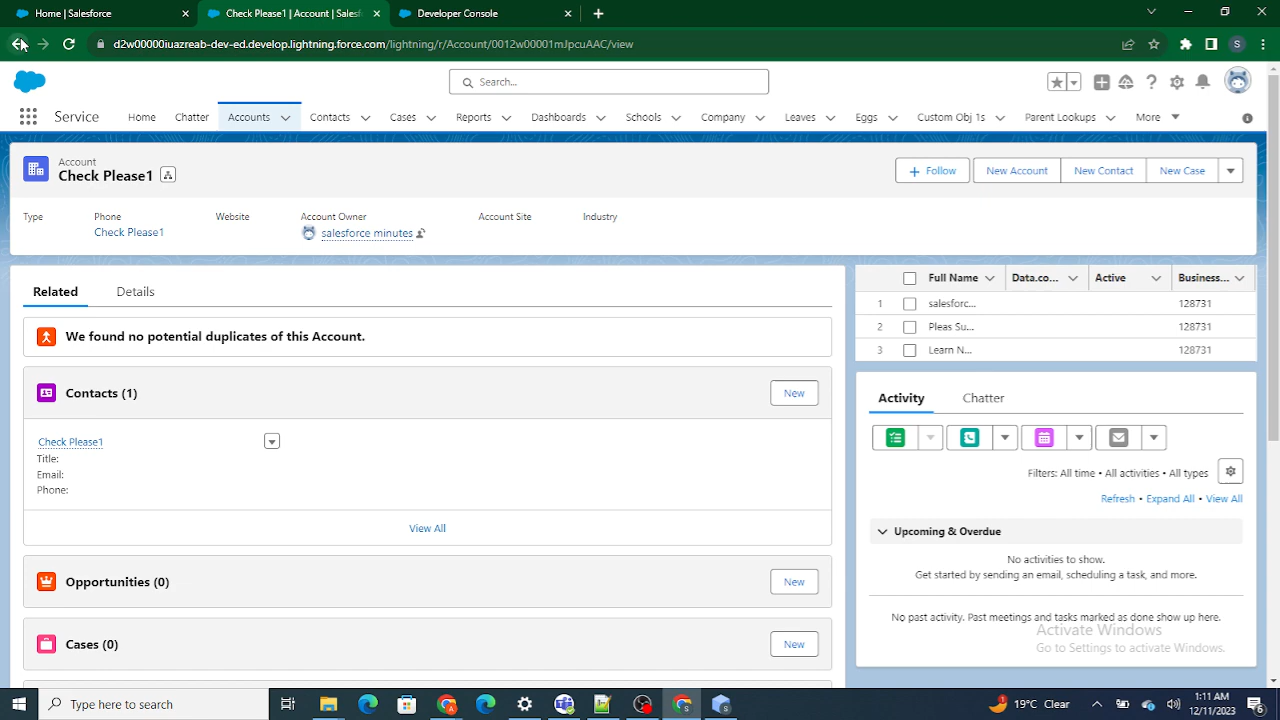 Home | Salesforce
Check Please1 | Account | Salesf
Developer Console
d2w00000iuazreab-dev-ed.develop.lightning.force.com/lightning/r/Account/0012w00001mJpcuAAC/view
S
Search...
Service
Home
Chatter
Accounts
Contacts
Cases
Reports
Dashboards
Schools
Company
Leaves
Eggs
Custom Obj 1s
Parent Lookups
More
Account
Check Please1
Follow
New Account
New Contact
New Case
Type
Phone
Website
Account Owner
Account Site
Industry
Check Please1
salesforce minutes
Related
Details
We found no potential duplicates of this Account.
Contacts (1)
New
Check Please1
Title:
Email:
Phone:
View All
Opportunities (0)
New
Cases (0)
New
Full Name
Data.co...
Active
Business...
1 salesforc... 128731
2 Pleas Su... 128731
3 Learn N... 128731
Activity
Chatter
Filters: All time • All activities • All types
Refresh • Expand All • View All
Upcoming & Overdue
No activities to show.
Get started by sending an email, scheduling a task, and more.
No past activity. Past meetings and tasks marked as done show up here.
Activate Windows
Go to Settings to activate Windows.
Type here to search
19°C Clear
1:11 AM
12/11/2023
6